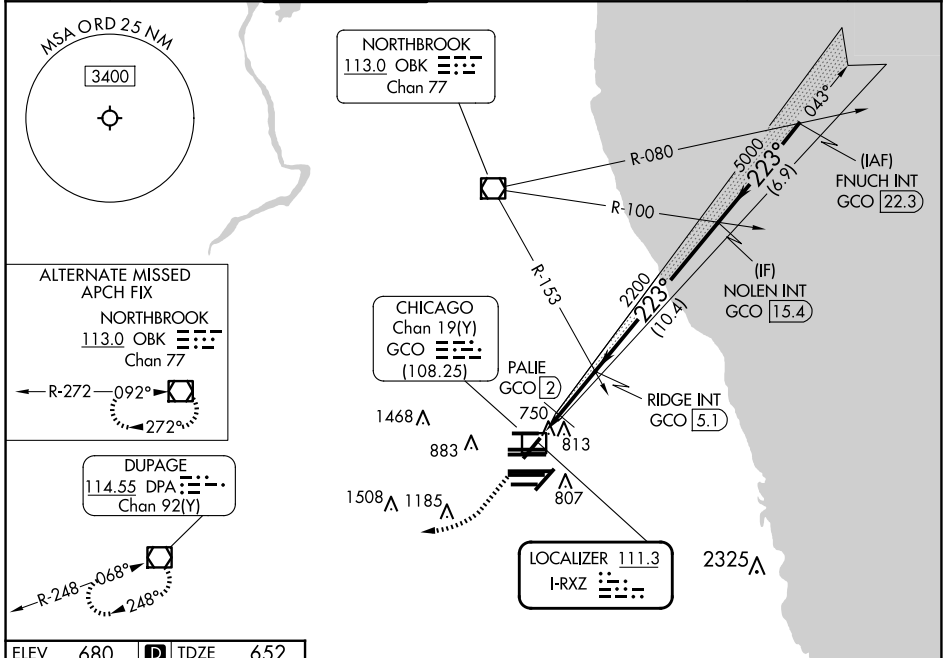 MSA ORD 25 NM
3400
NORTHBROOK
113.0 OBK
Chan 77
R-080
R-100
R-153
043°
5000
223°
(6.9)
(IAF)
FNUCH INT
GCO 22.3
(IF)
NOLEN INT
GCO 15.4
2200
223°
(10.4)
ALTERNATE MISSED
APCH FIX
NORTHBROOK
113.0 OBK
Chan 77
R-272
092°
272°
CHICAGO
Chan 19(Y)
GCO
(108.25)
PALIE
GCO 2
RIDGE INT
GCO 5.1
1468
883
750
813
1508
1185
807
2325
DUPAGE
114.55 DPA
Chan 92(Y)
R-248
068°
248°
LOCALIZER 111.3
I-RXZ
ELEV 680 D TDZE 652